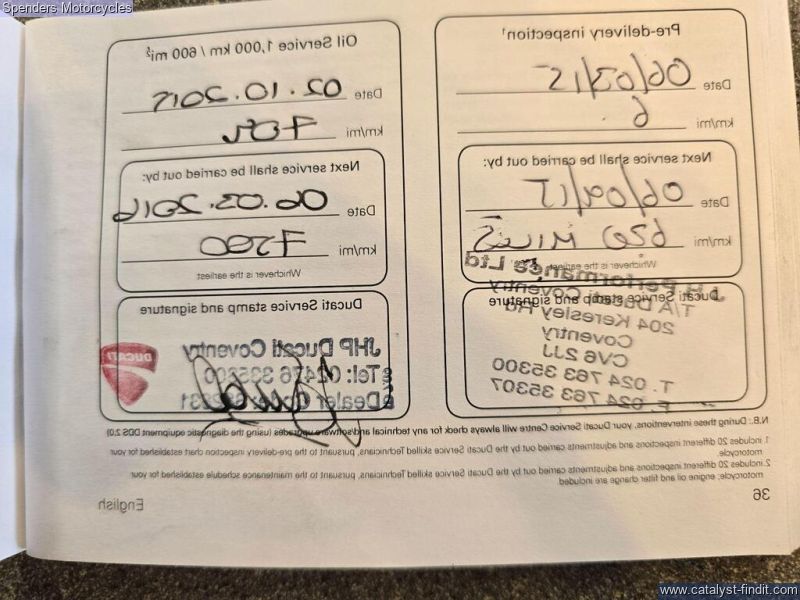 Spenders Motorcycles
Pre-delivery inspection¹
Date 06/03/15
km/mi 6
Next service shall be carried out by:
Date
km/mi MILES
Whichever is the earliest
Ducati Service stamp and signature
J H Performance Ltd
T/A Ducati Coventry
204 Keresley Rd
Coventry
CV6 2JJ
T. 024 763 35300
F. 024 763 35307
Oil Service 1,000 km / 600 mi²
Date 02.10.2015
km/mi
Next service shall be carried out by:
Date 06.03.2016
km/mi 7200
Whichever is the earliest
Ducati Service stamp and signature
JHP Ducati Coventry
Tel: 02476 335300
Dealer Code:
DUCATI
N.B.: During these interventions, your Ducati Service Centre will always check for any technical and/software upgrades (using the diagnostic equipment DDS 2.0)
1 includes 20 different inspections and adjustments carried out by the Ducati Service skilled Technicians, pursuant to the pre-delivery inspection chart established for your
motorcycle.
2 includes 20 different inspections and adjustments carried out by the Ducati Service skilled Technicians, pursuant to the maintenance schedule established for your
motorcycle; engine oil and filter change are included.
36
English
www.catalyst-findit.com